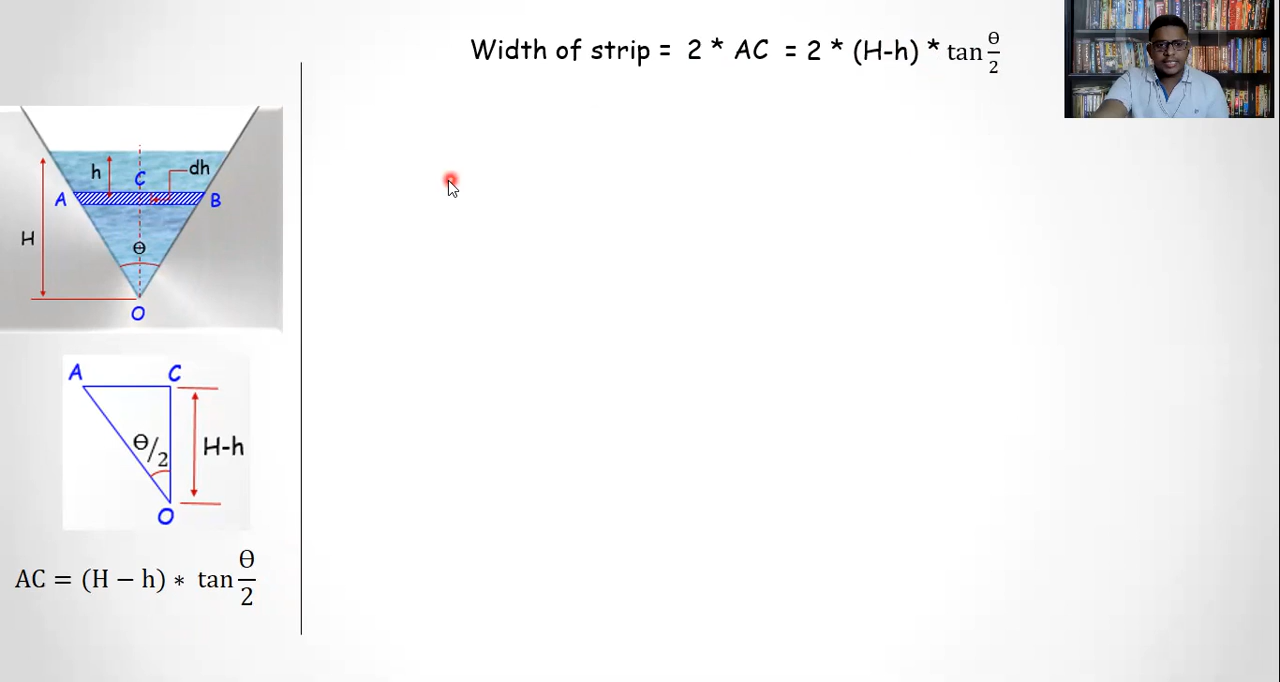 Width of strip = 2 * AC = 2 * (H-h) * tan θ/2
h
C
dh
A
B
H
θ
O
A
C
θ/2
H-h
O
AC = (H − h) * tan θ/2